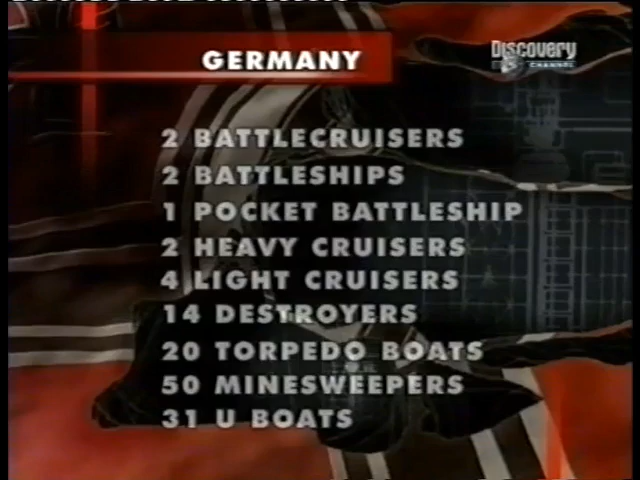 GERMANY
Discovery
CHANNEL
2 BATTLECRUISERS
2 BATTLESHIPS
1 POCKET BATTLESHIP
2 HEAVY CRUISERS
4 LIGHT CRUISERS
14 DESTROYERS
20 TORPEDO BOATS
50 MINESWEEPERS
31 U BOATS